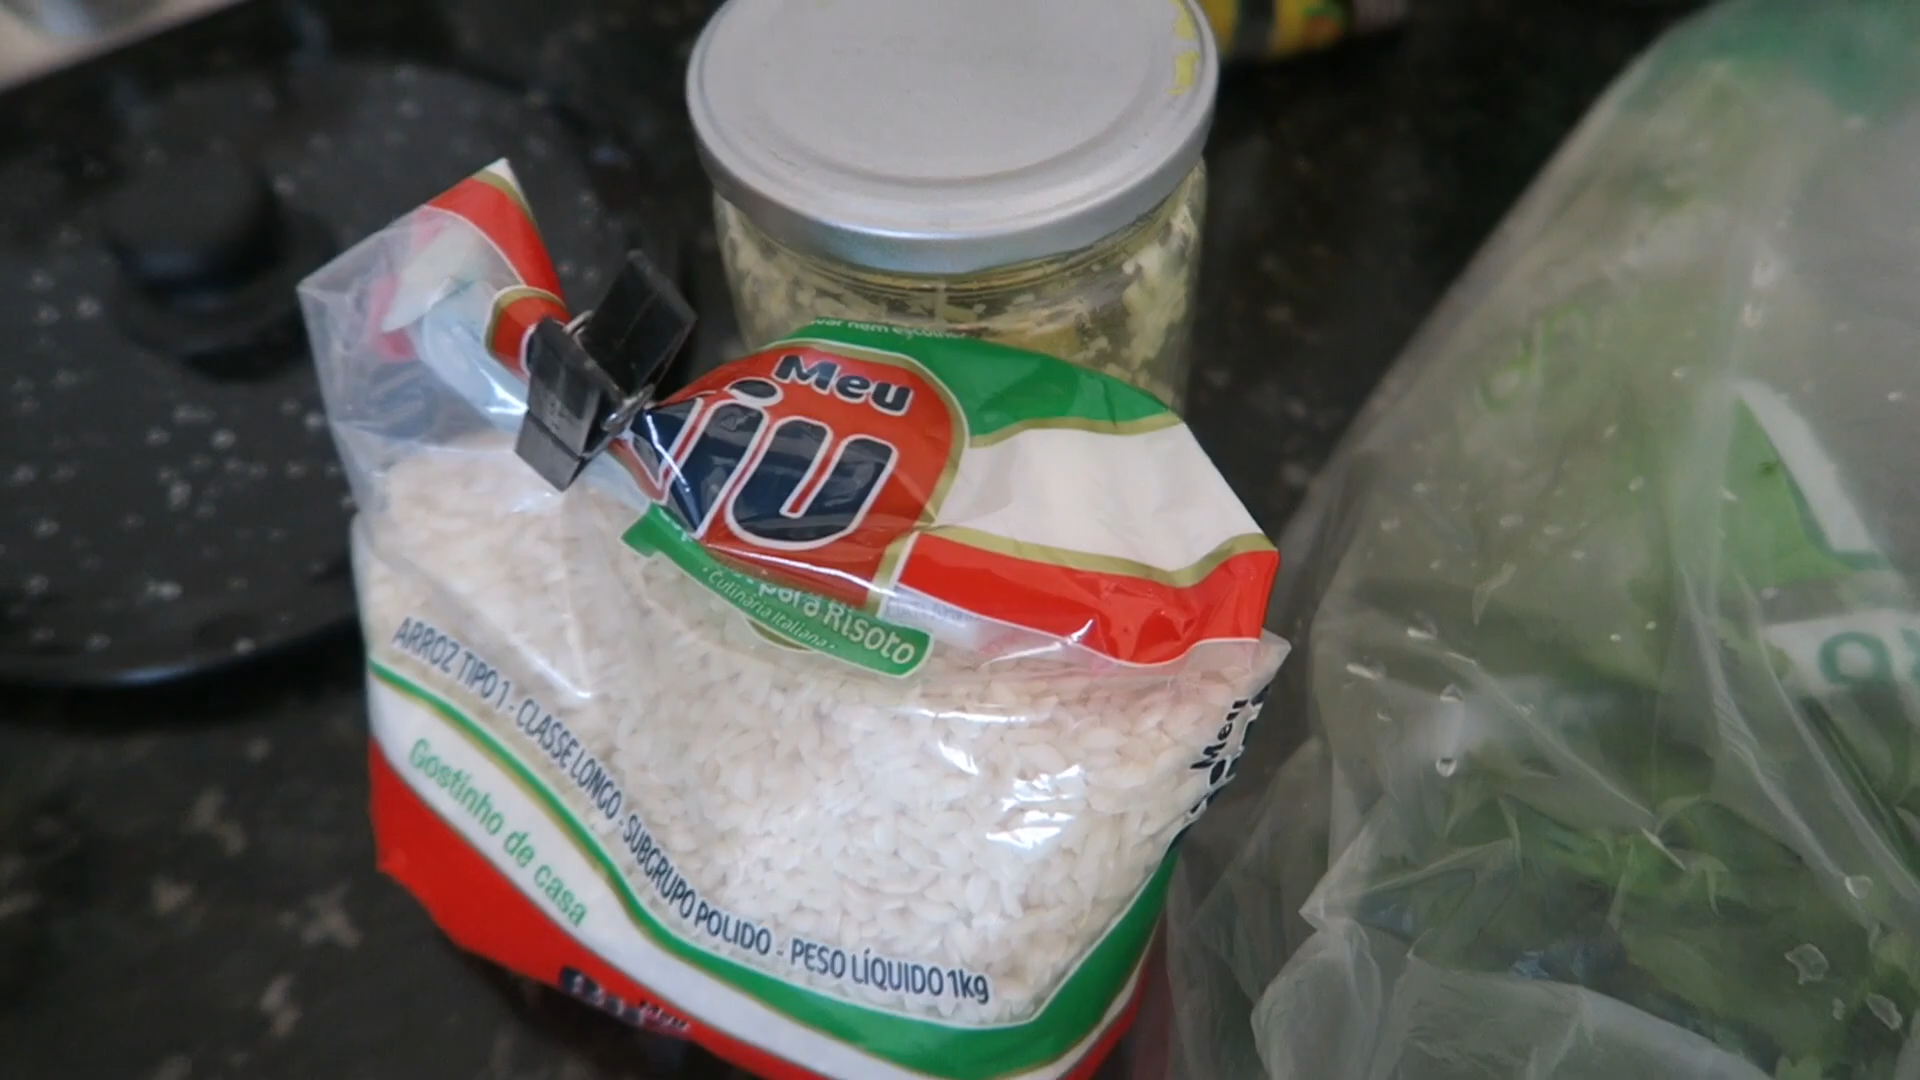 Meu
para Risoto
• Culinária Italiana •
ARROZ TIPO 1 - CLASSE LONGO - SUBGRUPO POLIDO - PESO LÍQUIDO 1kg
Gostinho de casa
Meu